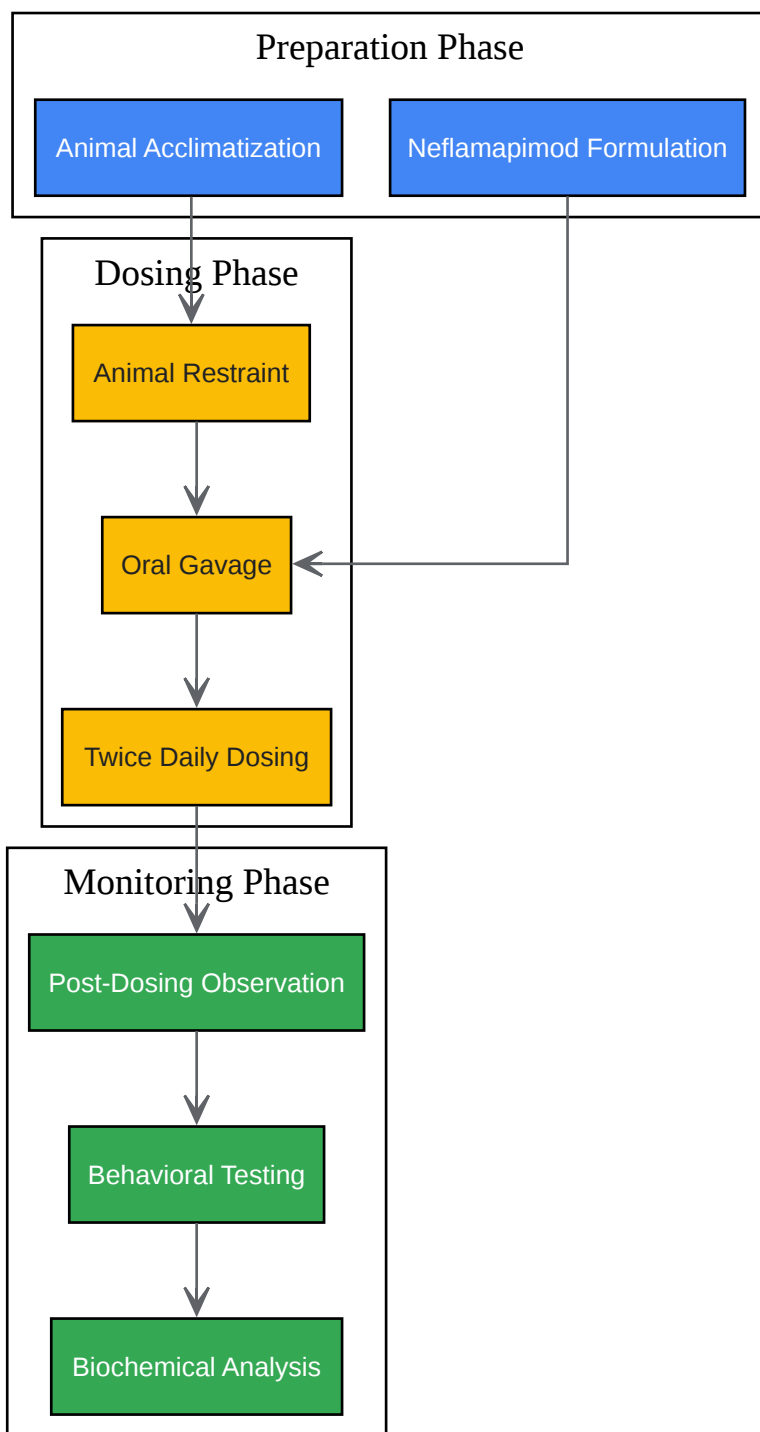 Preparation Phase
Animal Acclimatization
Neflamapimod Formulation
Dosing Phase
Animal Restraint
Oral Gavage
Twice Daily Dosing
Monitoring Phase
Post-Dosing Observation
Behavioral Testing
Biochemical Analysis